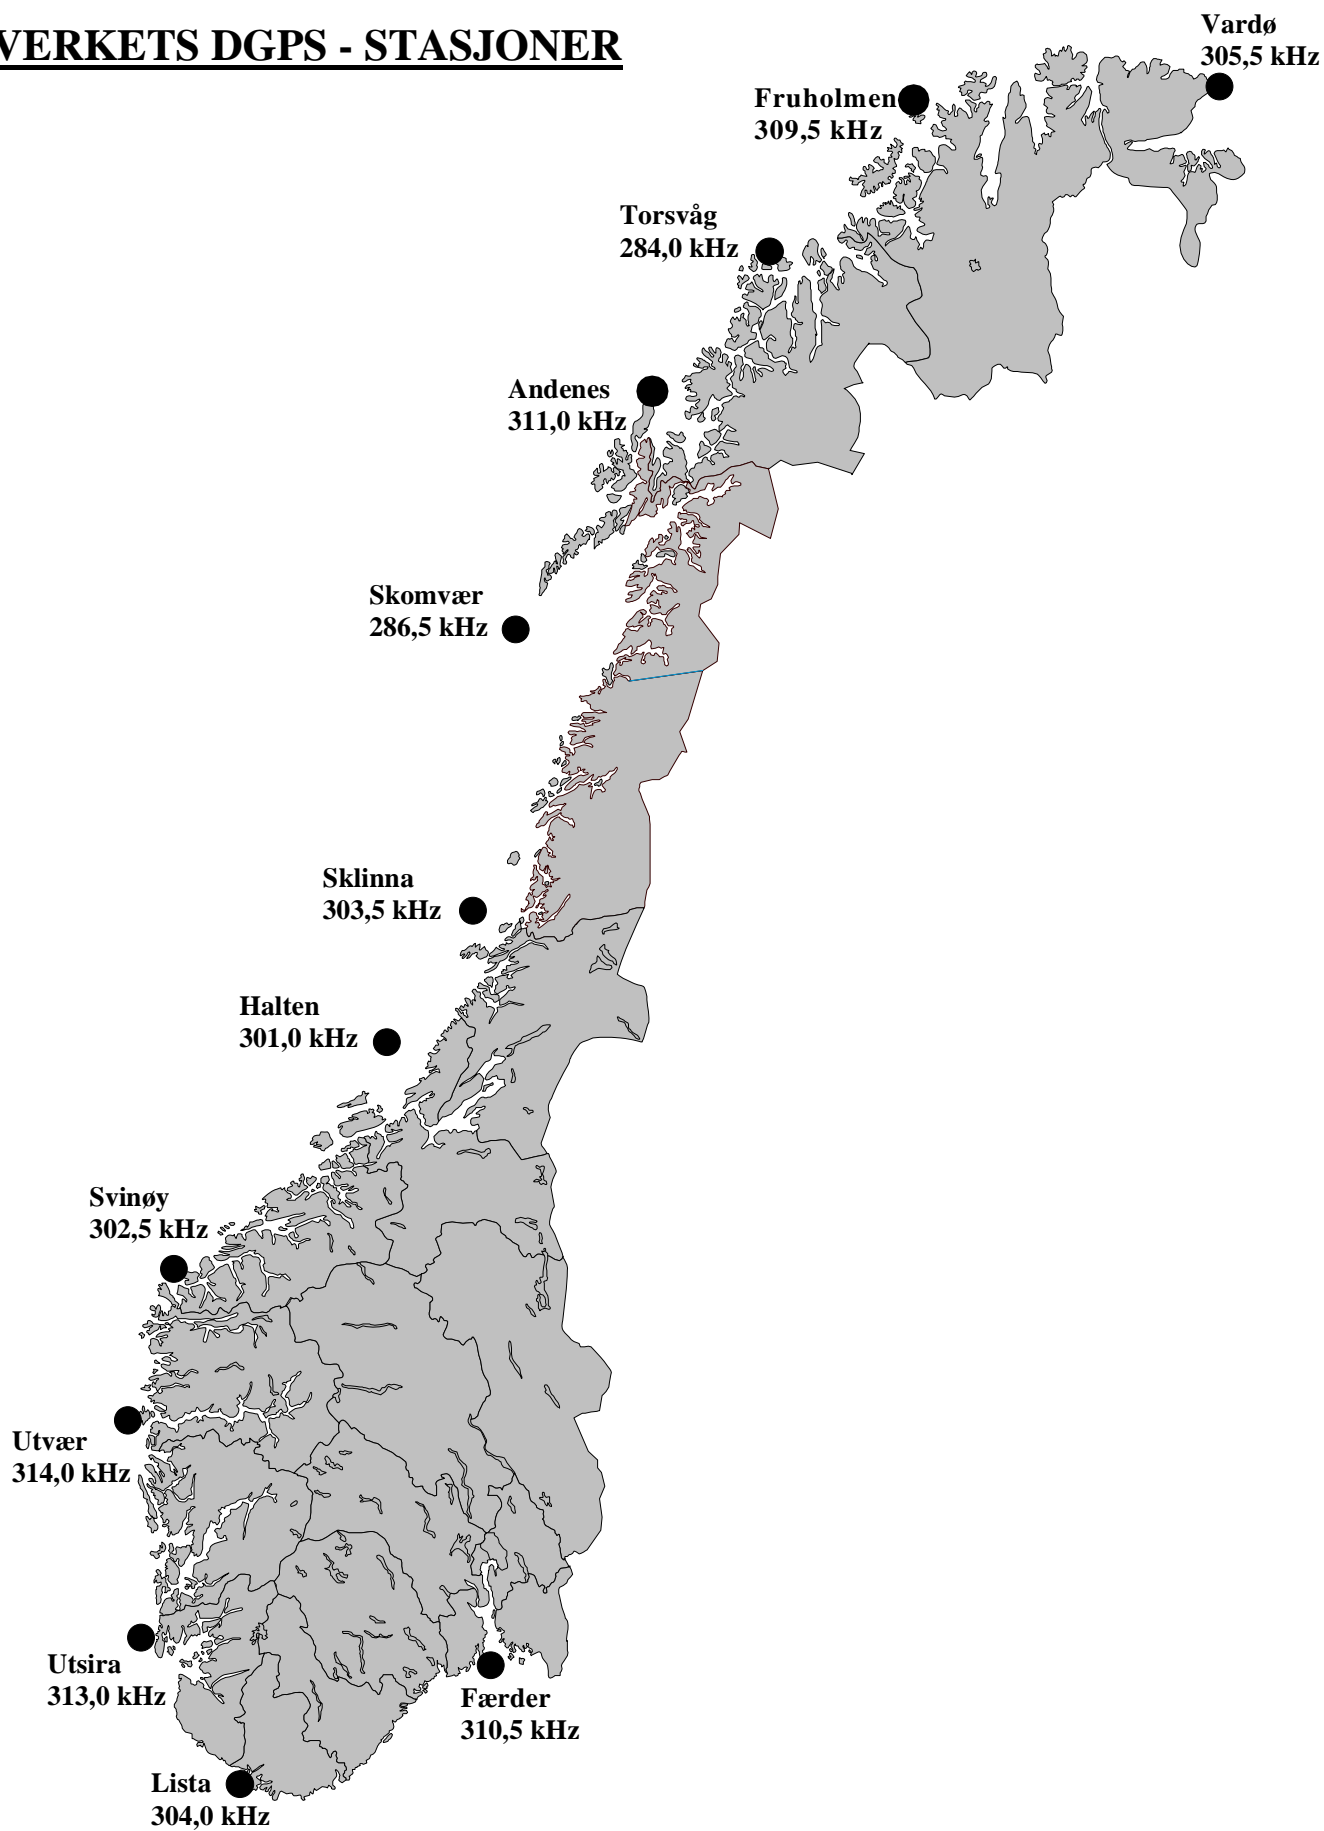 VERKETS DGPS - STASJONER
Vardø
305,5 kHz
Fruholmen
309,5 kHz
Torsvåg
284,0 kHz
Andenes
311,0 kHz
Skomvær
286,5 kHz
Sklinna
303,5 kHz
Halten
301,0 kHz
Svinøy
302,5 kHz
Utvær
314,0 kHz
Utsira
313,0 kHz
Færder
310,5 kHz
Lista
304,0 kHz